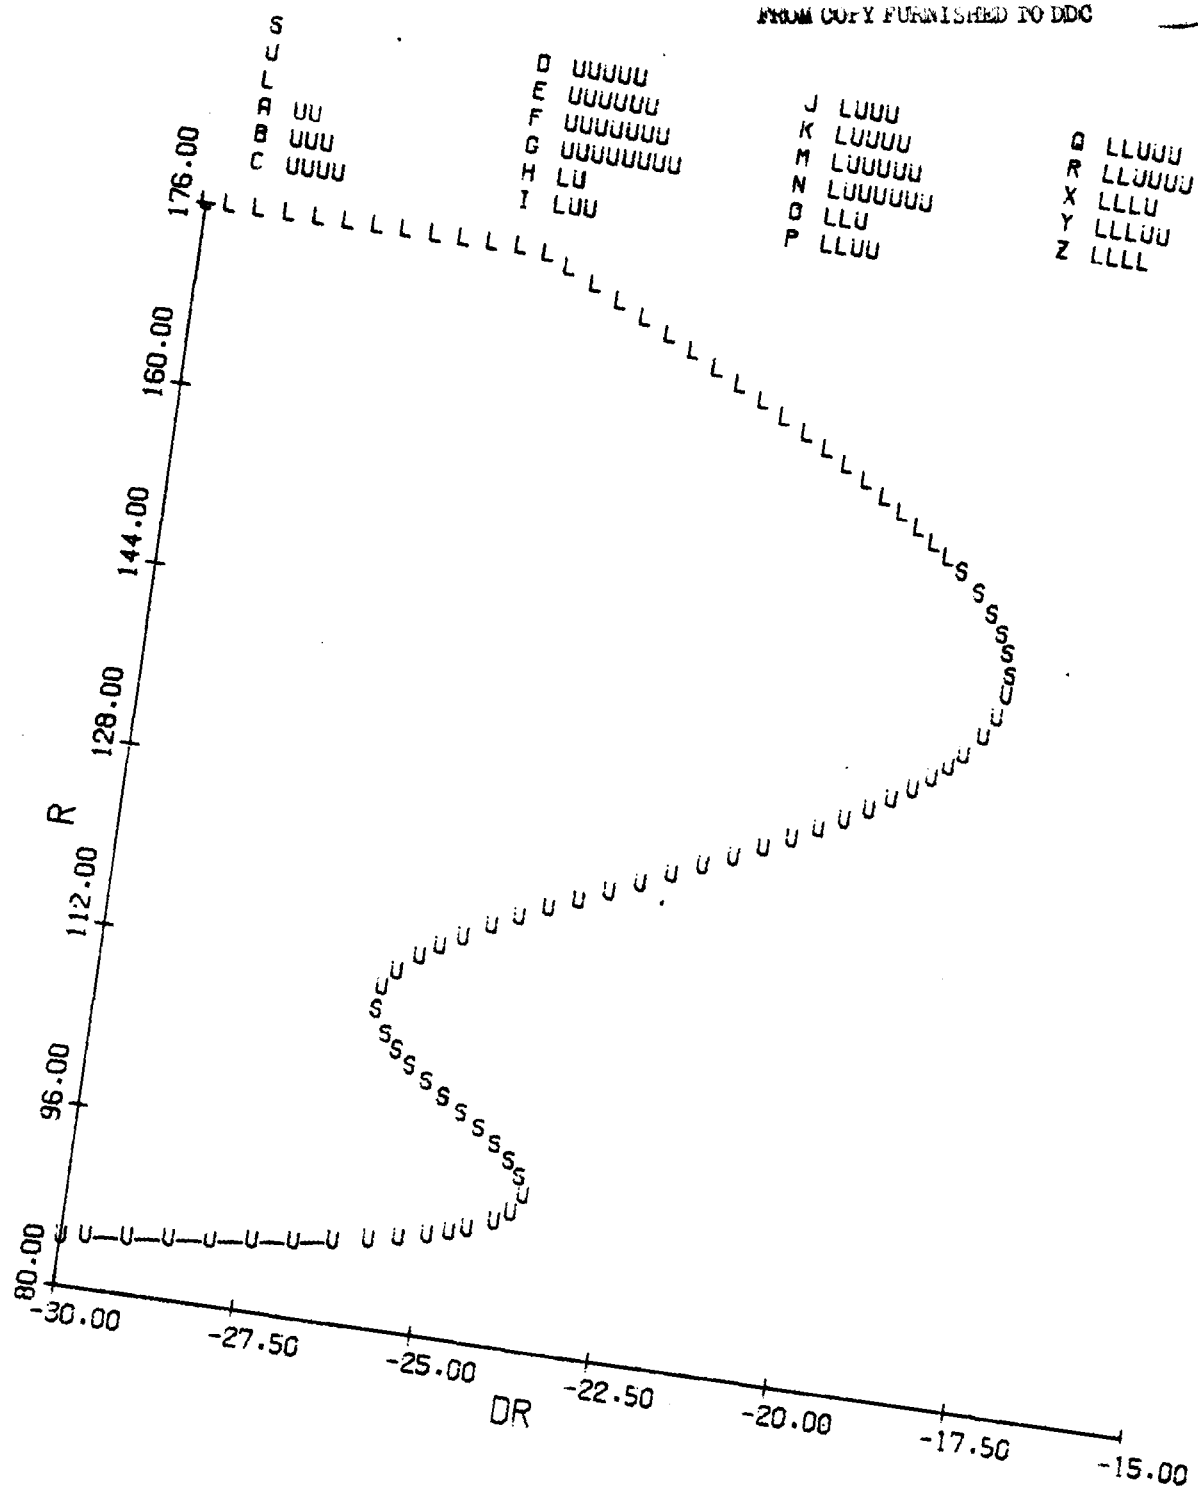 FROM COPY FURNISHED TO DDC
S
U
L
A UU
B UUU
C UUUU
D UUUUU
E UUUUUU
F UUUUUUU
G UUUUUUUU
H LU
I LUU
J LUUU
K LUUUU
M LUUUUU
N LUUUUUU
O LLU
P LLUU
Q LLUUU
R LLUUUU
X LLLU
Y LLLUU
Z LLLL
176.00
160.00
144.00
128.00
112.00
96.00
80.00
R
-30.00
-27.50
-25.00
-22.50
-20.00
-17.50
-15.00
DR